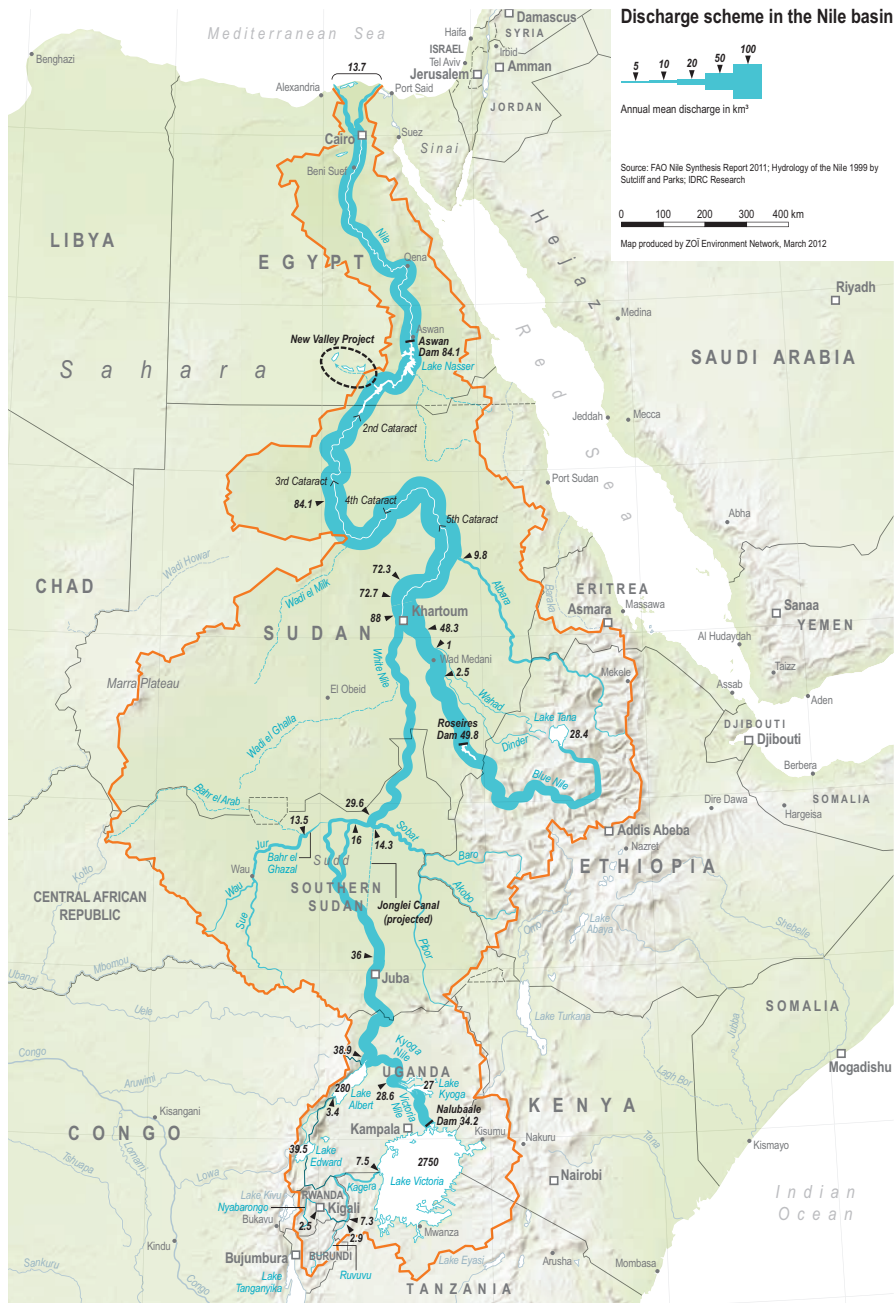 Discharge scheme in the Nile basin
5 10 20 50 100
Annual mean discharge in km³
Source: FAO Nile Synthesis Report 2011; Hydrology of the Nile 1999 by
Sutcliff and Parks; IDRC Research
0 100 200 300 400 km
Map produced by ZOÏ Environment Network, March 2012
Mediterranean Sea
Damascus
SYRIA
Haifa
Irbid
ISRAEL
Tel Aviv
Amman
Jerusalem
JORDAN
Benghazi
13.7
Alexandria
Port Said
Cairo
Suez
Sinai
Beni Suef
Nile
LIBYA
EGYPT
Qena
Hejaz
Medina
Riyadh
Aswan
Aswan
Dam 84.1
New Valley Project
Lake Nasser
Sahara
Red Sea
SAUDI ARABIA
Jeddah
Mecca
2nd Cataract
3rd Cataract
84.1
4th Cataract
5th Cataract
Port Sudan
Abha
Wadi Howar
Wadi el Milk
9.8
Atbara
CHAD
72.3
72.7
88
Khartoum
48.3
1
Wad Medani
2.5
SUDAN
ERITREA
Baraka
Asmara
Massawa
Sanaa
YEMEN
Al Hudaydah
Taizz
Mekele
Assab
Aden
Marra Plateau
El Obeid
White Nile
Wadi el Ghalla
Wahad
Roseires
Dam 49.8
Dinder
Lake Tana
28.4
Blue Nile
DJIBOUTI
Djibouti
Berbera
SOMALIA
Hargeisa
Dire Dawa
Bahr el Arab
29.6
13.5
16
14.3
Sobat
Jur
Bahr el
Ghazal
Sudd
Baro
Addis Abeba
Nazret
ETHIOPIA
Kotto
Wau
Wau
Sue
SOUTHERN
SUDAN
Jonglei Canal
(projected)
Akobo
Pibor
CENTRAL AFRICAN
REPUBLIC
Omo
Lake
Abaya
Shebelle
36
Juba
Ubangi
Mbomou
Uele
Lake Turkana
SOMALIA
Jubba
Mogadishu
Congo
Aruwimi
38.9
Kyoga
Nile
UGANDA
280
Lake
Albert
28.6
Victoria
Nile
27
Lake
Kyoga
3.4
Nalubaale
Dam 34.2
Kampala
Kisumu
Lagh Bor
KENYA
Nakuru
Tana
Kismayo
Kisangani
CONGO
Tahuapa
Lomami
Lowa
39.5
Lake
Edward
7.5
2750
Lake Victoria
Kagera
Nairobi
Indian
Ocean
Lake Kivu
RWANDA
Nyabarongo
Kigali
Bukavu
2.5
7.3
2.9
Mwanza
Kindu
Bujumbura
BURUNDI
Ruvuvu
Lake Eyasi
Arusha
Mombasa
Sankuru
Congo
Lake
Tanganyika
TANZANIA